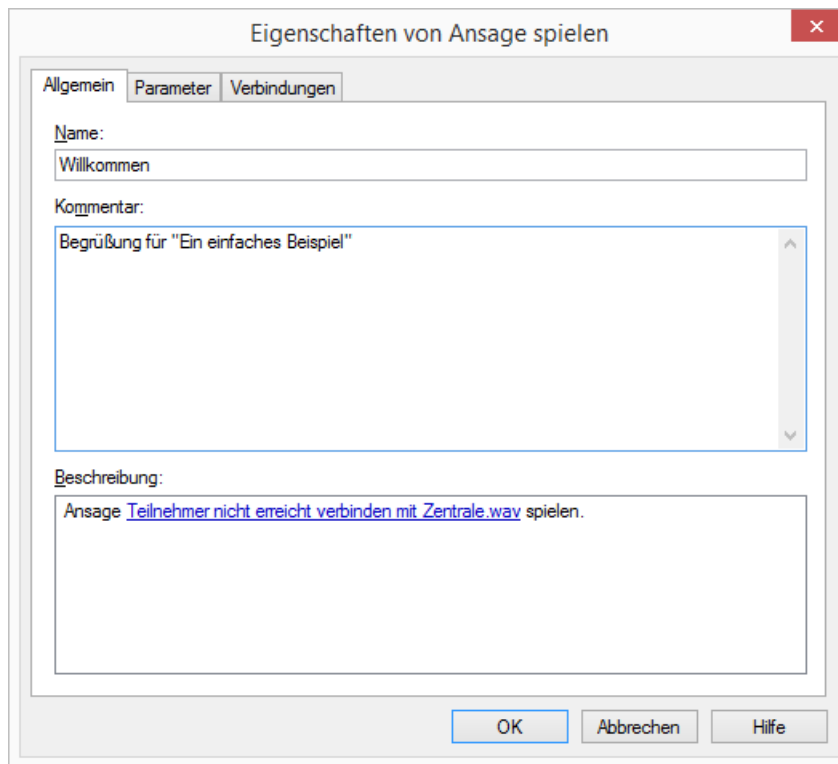 Eigenschaften von Ansage spielen
Allgemein Parameter Verbindungen
Name:
Willkommen
Kommentar:
Begrüßung für "Ein einfaches Beispiel"
Beschreibung:
Ansage Teilnehmer nicht erreicht verbinden mit Zentrale.wav spielen.
OK Abbrechen Hilfe